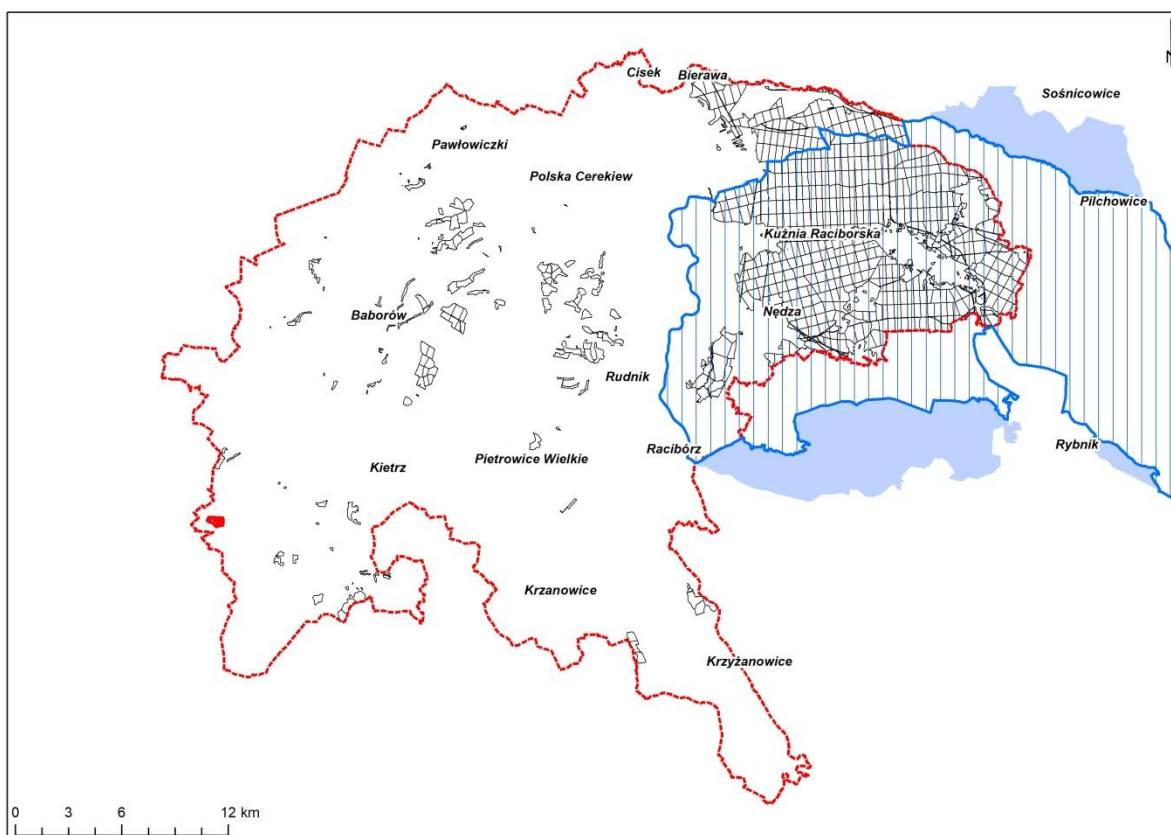 N
Cisek
Bierawa
Sośnicowice
Pawłowiczki
Polska Cerekiew
Pilchowice
Kuźnia Raciborska
Baborów
Nędza
Rudnik
Racibórz
Rybnik
Kietrz
Pietrowice Wielkie
Krzanowice
Krzyżanowice
0 3 6 12 km